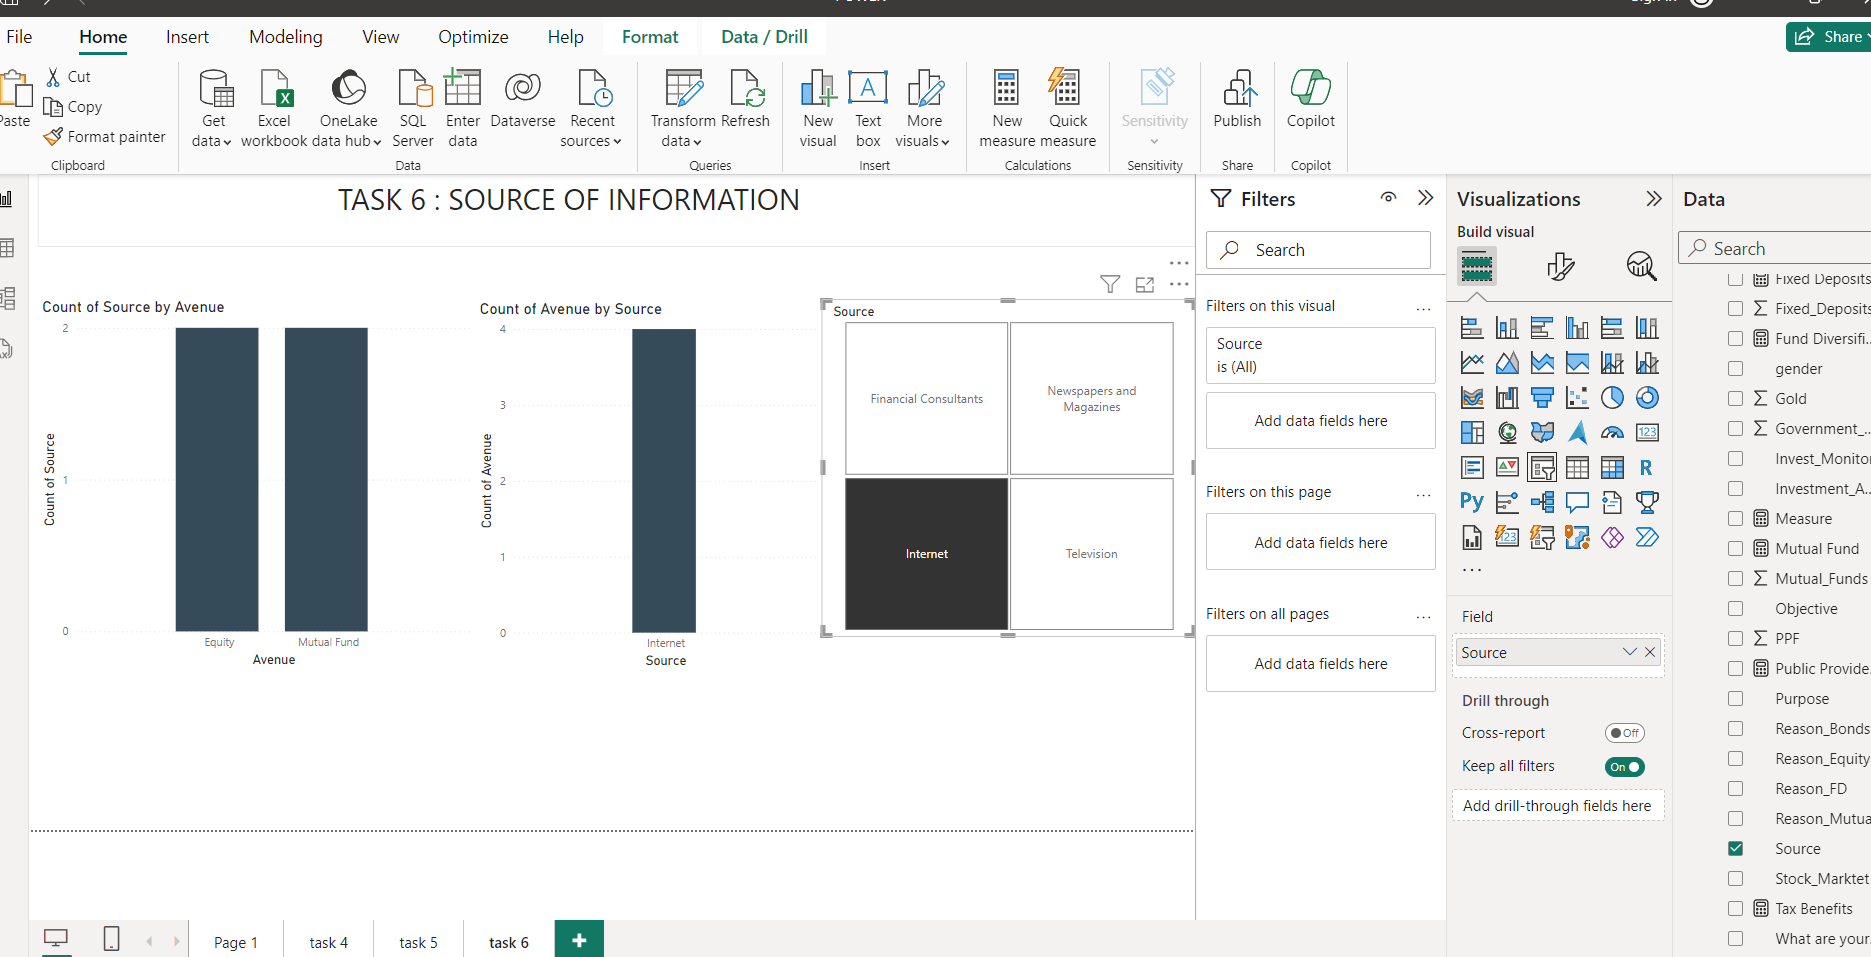 File Home Insert Modeling View Optimize Help Format Data / Drill Share
Paste
Cut
Copy
Format painter
Clipboard
Get data
Excel workbook
OneLake data hub
SQL Server
Enter data
Dataverse
Recent sources
Data
Transform data
Refresh
Queries
New visual
Text box
More visuals
Insert
New measure
Quick measure
Calculations
Sensitivity
Sensitivity
Publish
Share
Copilot
Copilot
TASK 6 : SOURCE OF INFORMATION
Count of Source by Avenue
Count of Source
2
1
0
Equity Mutual Fund
Avenue
Count of Avenue by Source
Count of Avenue
4
3
2
1
0
Internet
Source
Source
Financial Consultants
Newspapers and
Magazines
Internet
Television
Filters
Search
Filters on this visual ...
Source
is (All)
Add data fields here
Filters on this page ...
Add data fields here
Filters on all pages ...
Add data fields here
Visualizations
Build visual
123
R
Py
123
...
Field
Source
Drill through
Cross-report Off
Keep all filters On
Add drill-through fields here
Data
Search
Fixed Deposits
Fixed_Deposits
Fund Diversifi...
gender
Gold
Government_...
Invest_Monitor
Investment_A...
Measure
Mutual Fund
Mutual_Funds
Objective
PPF
Public Provide
Purpose
Reason_Bonds
Reason_Equity
Reason_FD
Reason_Mutua
Source
Stock_Marktet
Tax Benefits
What are your
Page 1 task 4 task 5 task 6 +